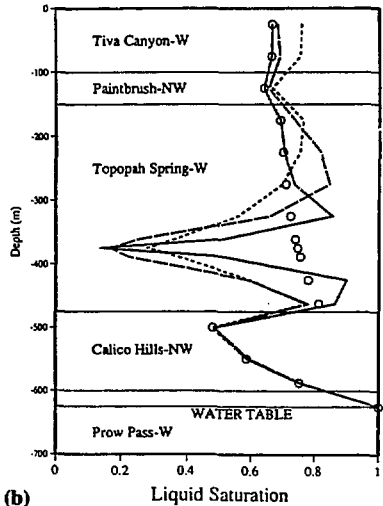 0
Tiva Canyon-W
-100
Paintbrush-NW
-200
Topopah Spring-W
-300
Depth (m)
-400
-500
Calico Hills-NW
-600
WATER TABLE
Prow Pass-W
-700
0 0.2 0.4 0.6 0.8 1
(b) Liquid Saturation